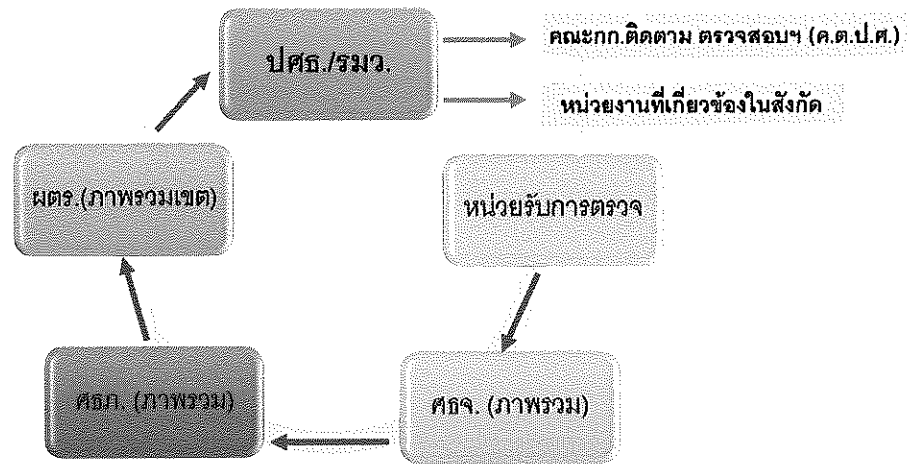 ปศธ./รมว.
คณะกก.ติดตาม ตรวจสอบฯ (ค.ต.ป.ศ.)
หน่วยงานที่เกี่ยวข้องในสังกัด
ผตร.(ภาพรวมเขต)
หน่วยรับการตรวจ
ศธภ. (ภาพรวม)
ศธจ. (ภาพรวม)